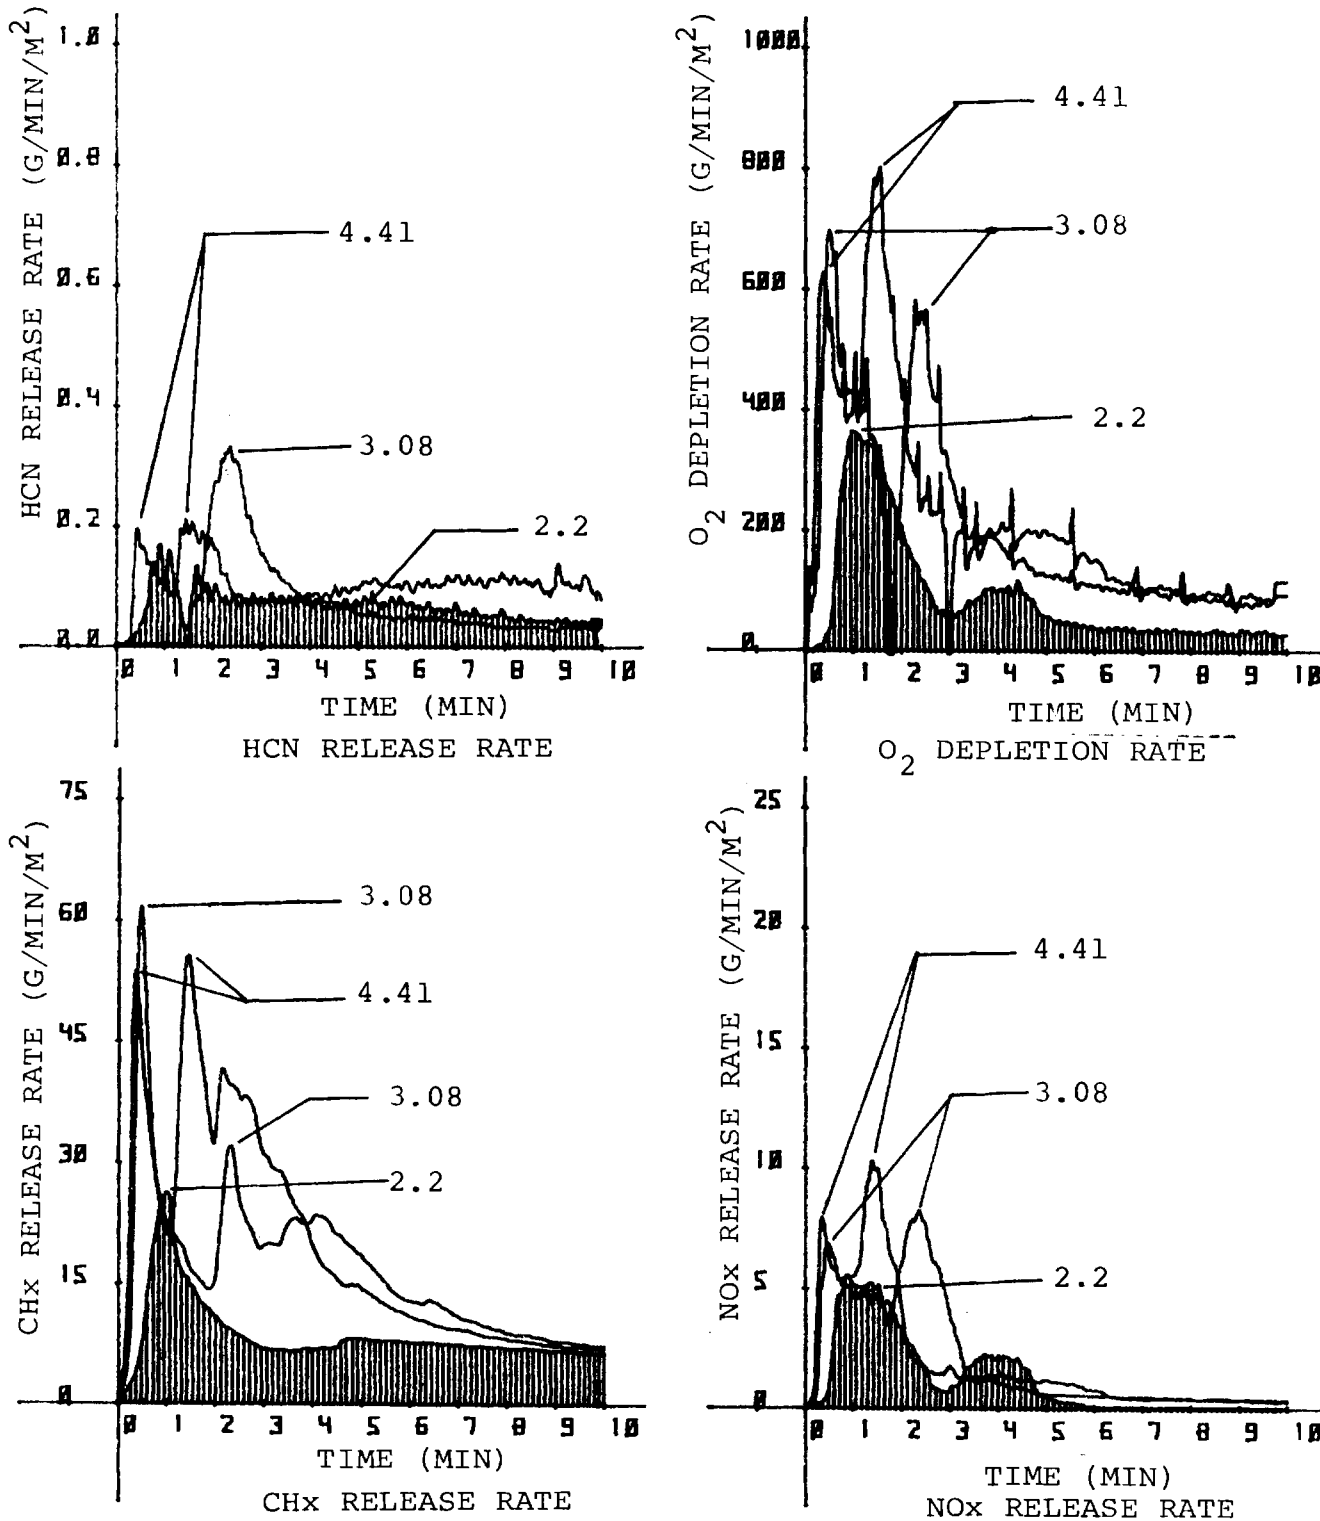 HCN RELEASE RATE (G/MIN/M²)
1.0
0.8
0.6
0.4
0.2
0.0
4.41
3.08
2.2
0 1 2 3 4 5 6 7 8 9 10
TIME (MIN)
HCN RELEASE RATE
O₂ DEPLETION RATE (G/MIN/M²)
1000
800
600
400
200
0
4.41
3.08
2.2
0 1 2 3 4 5 6 7 8 9 10
TIME (MIN)
O₂ DEPLETION RATE
CHx RELEASE RATE (G/MIN/M²)
75
60
45
30
15
0
3.08
4.41
3.08
2.2
0 1 2 3 4 5 6 7 8 9 10
TIME (MIN)
CHx RELEASE RATE
NOx RELEASE RATE (G/MIN/M²)
25
20
15
10
5
0
4.41
3.08
2.2
0 1 2 3 4 5 6 7 8 9 10
TIME (MIN)
NOx RELEASE RATE